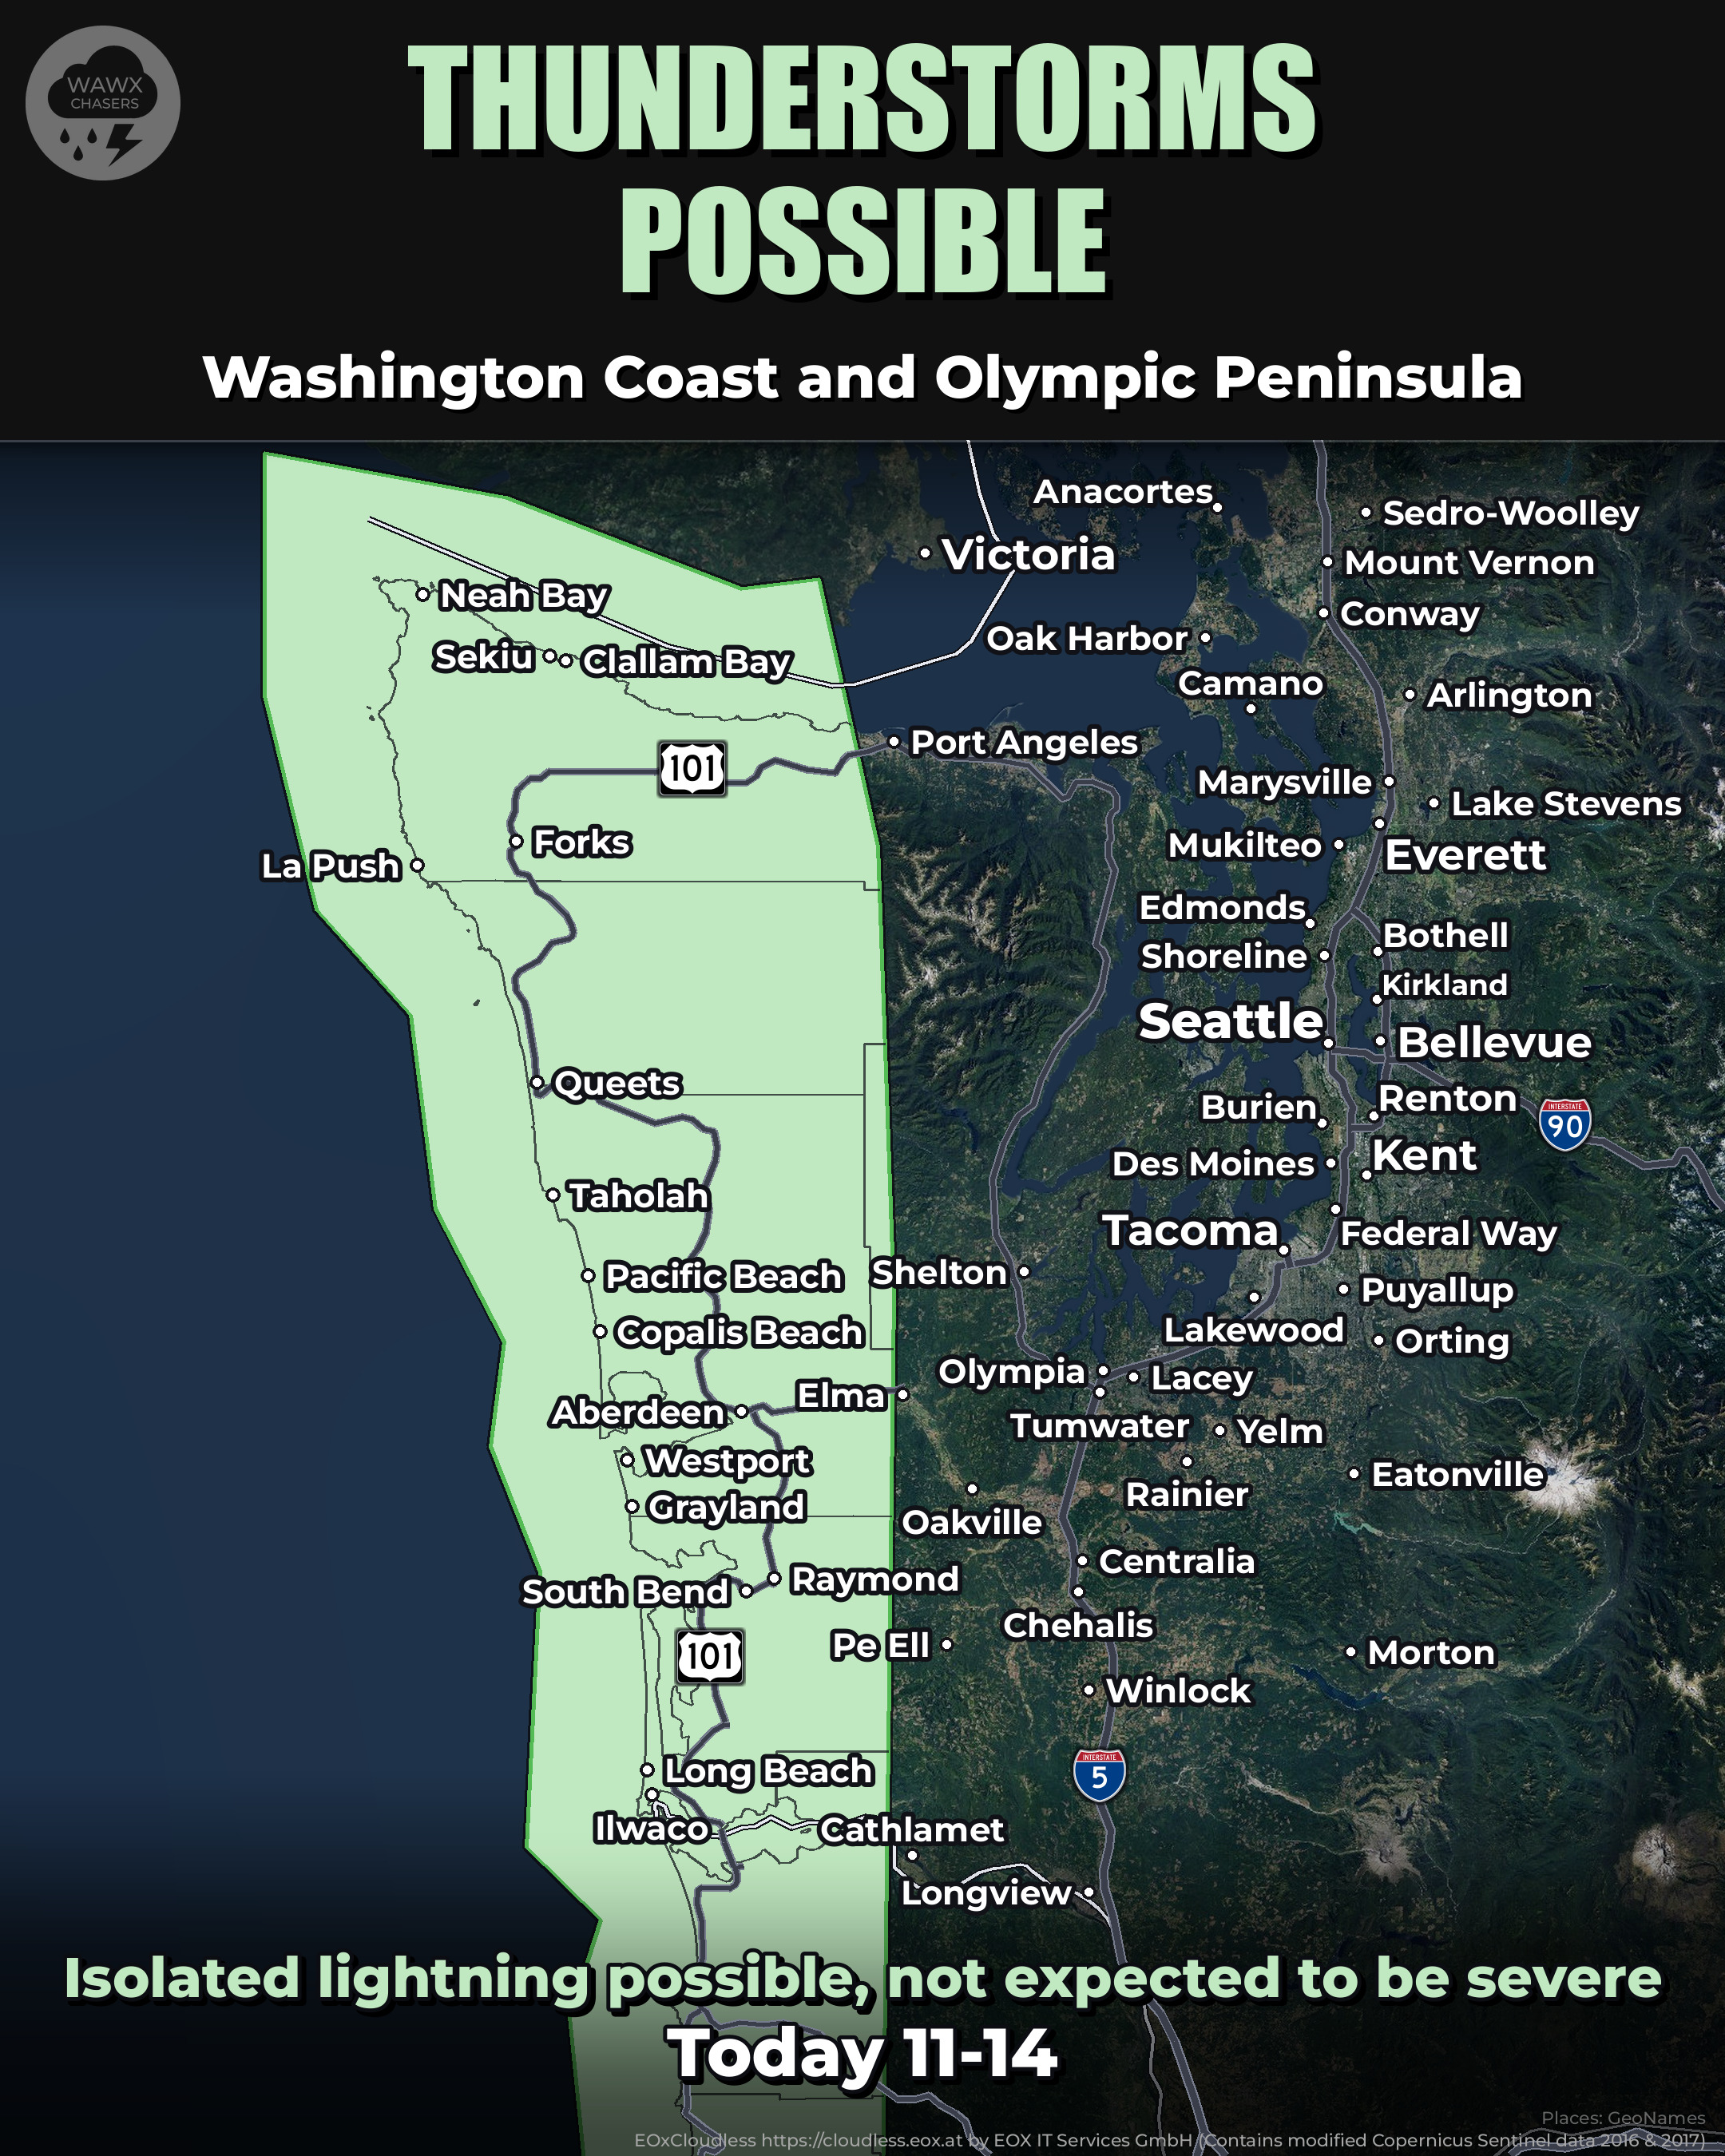 WAWX
CHASERS
THUNDERSTORMS
POSSIBLE
Washington Coast and Olympic Peninsula
Anacortes
Sedro-Woolley
Victoria
Mount Vernon
Neah Bay
Conway
Oak Harbor
Sekiu
Clallam Bay
Camano
Arlington
Port Angeles
101
Marysville
Lake Stevens
Forks
Mukilteo
Everett
La Push
Edmonds
Bothell
Shoreline
Kirkland
Seattle
Bellevue
Queets
Burien
Renton
INTERSTATE
90
Kent
Des Moines
Taholah
Tacoma
Federal Way
Pacific Beach
Shelton
Puyallup
Copalis Beach
Lakewood
Orting
Olympia
Lacey
Elma
Aberdeen
Tumwater
Yelm
Westport
Eatonville
Rainier
Grayland
Oakville
Centralia
Raymond
South Bend
Chehalis
Pe Ell
101
Morton
Winlock
Long Beach
INTERSTATE
5
Ilwaco
Cathlamet
Longview
Isolated lightning possible, not expected to be severe
Today 11-14
Places: GeoNames
EOxCloudless https://cloudless.eox.at by EOX IT Services GmbH (Contains modified Copernicus Sentinel data 2016 & 2017)